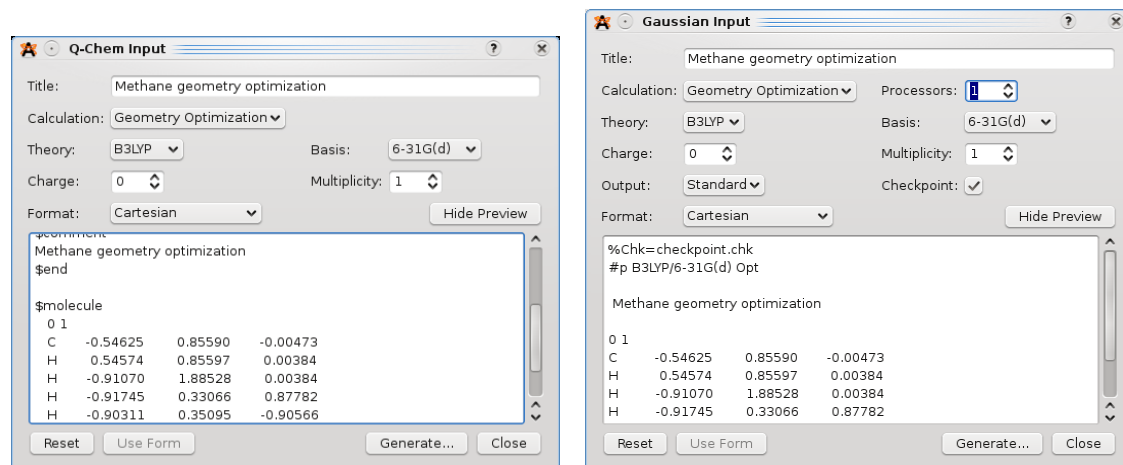 Q-Chem Input
Title: Methane geometry optimization
Calculation: Geometry Optimization
Theory: B3LYP Basis: 6-31G(d)
Charge: 0 Multiplicity: 1
Format: Cartesian Hide Preview
$comment
Methane geometry optimization
$end
$molecule
0 1
C -0.54625 0.85590 -0.00473
H 0.54574 0.85597 0.00384
H -0.91070 1.88528 0.00384
H -0.91745 0.33066 0.87782
H -0.90311 0.35095 -0.90566
Reset Use Form Generate... Close
Gaussian Input
Title: Methane geometry optimization
Calculation: Geometry Optimization Processors: 1
Theory: B3LYP Basis: 6-31G(d)
Charge: 0 Multiplicity: 1
Output: Standard Checkpoint:
Format: Cartesian Hide Preview
%Chk=checkpoint.chk
#p B3LYP/6-31G(d) Opt
Methane geometry optimization
0 1
C -0.54625 0.85590 -0.00473
H 0.54574 0.85597 0.00384
H -0.91070 1.88528 0.00384
H -0.91745 0.33066 0.87782
Reset Use Form Generate... Close